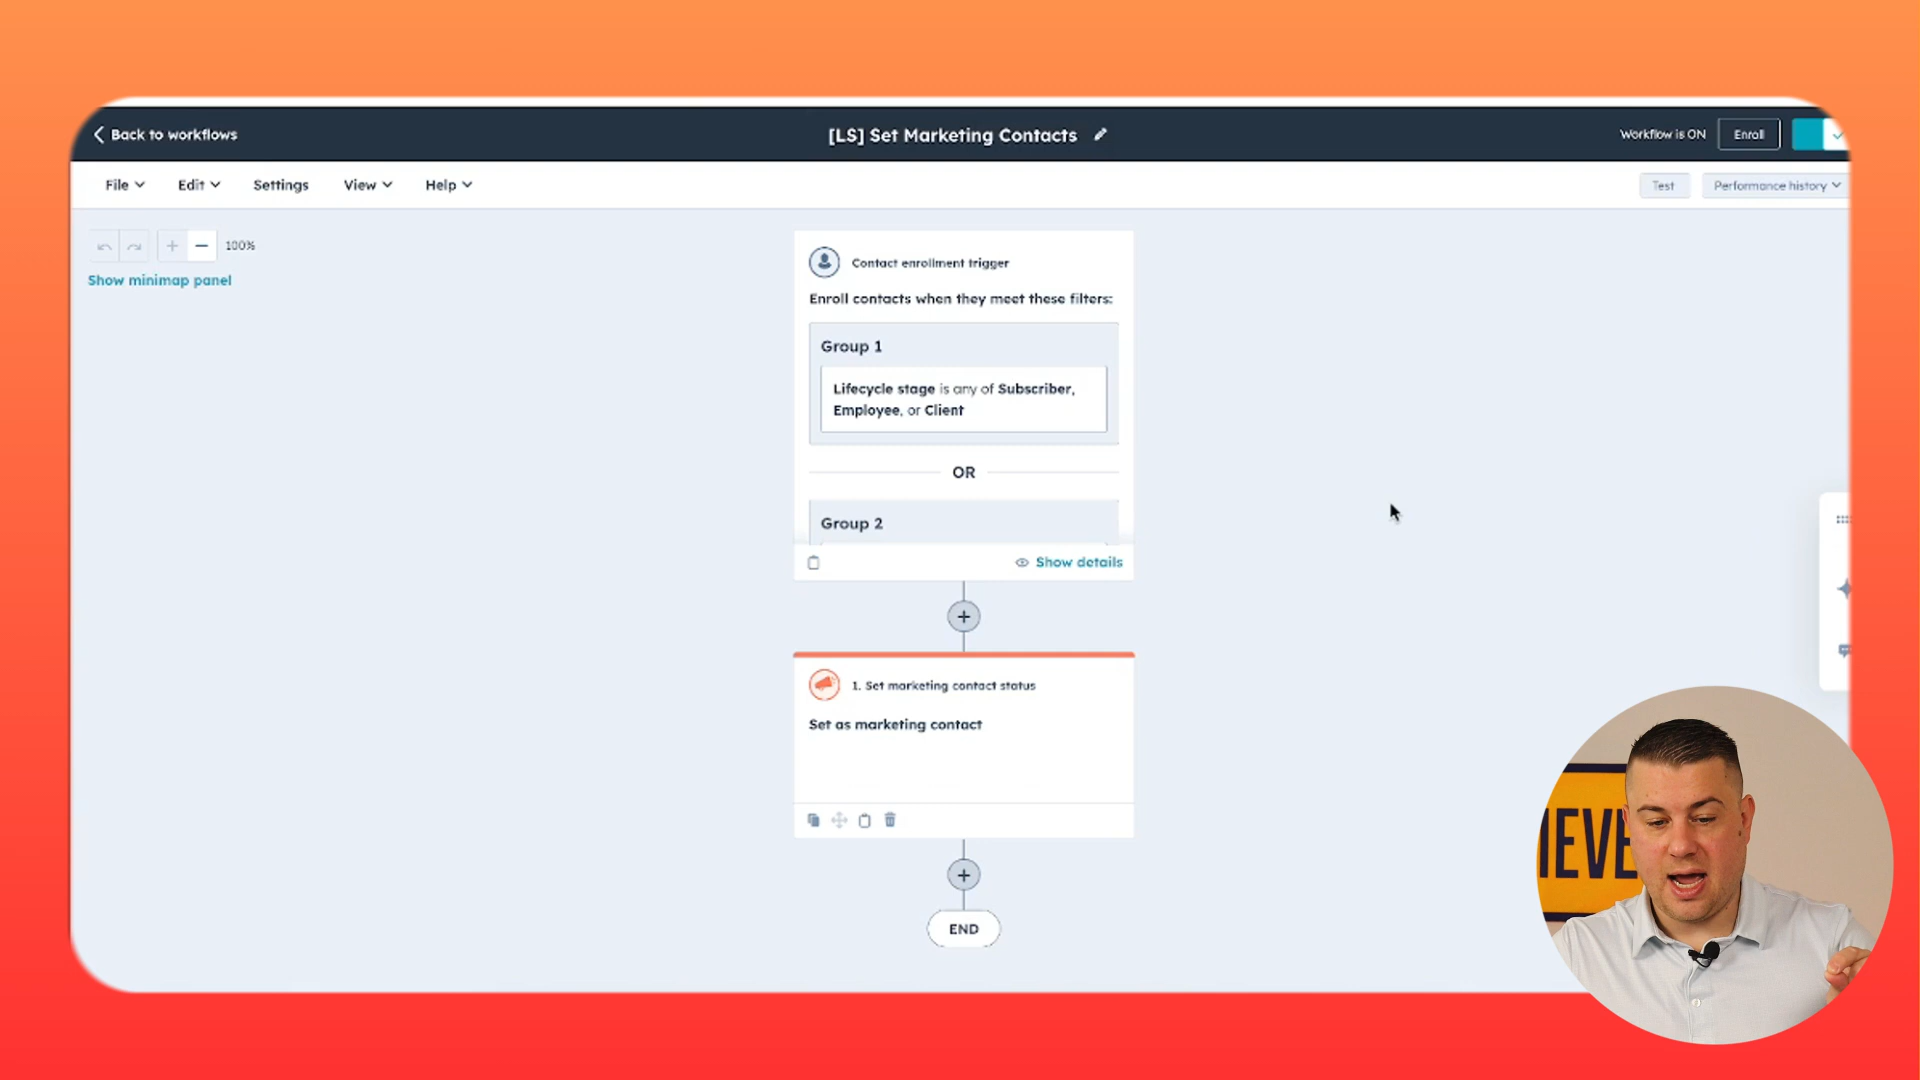 Back to workflows
[LS] Set Marketing Contacts
Workflow is ON
Enroll
File
Edit
Settings
View
Help
Test
Performance history
100%
Show minimap panel
Contact enrollment trigger
Enroll contacts when they meet these filters:
Group 1
Lifecycle stage is any of Subscriber,
Employee, or Client
OR
Group 2
Show details
1. Set marketing contact status
Set as marketing contact
END
IEVE